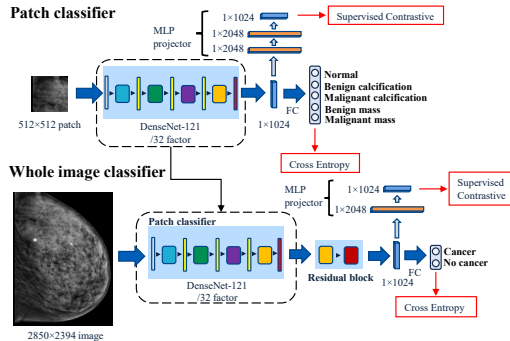 Patch classifier
1×1024
Supervised Contrastive
MLP
projector
1×2048
1×2048
Normal
Benign calcification
Malignant calcification
Benign mass
Malignant mass
512×512 patch
DenseNet-121
/32 factor
1×1024
FC
Cross Entropy
Whole image classifier
MLP
projector
1×1024
1×2048
Supervised
Contrastive
Patch classifier
DenseNet-121
/32 factor
Residual block
1×1024
FC
Cancer
No cancer
Cross Entropy
2850×2394 image